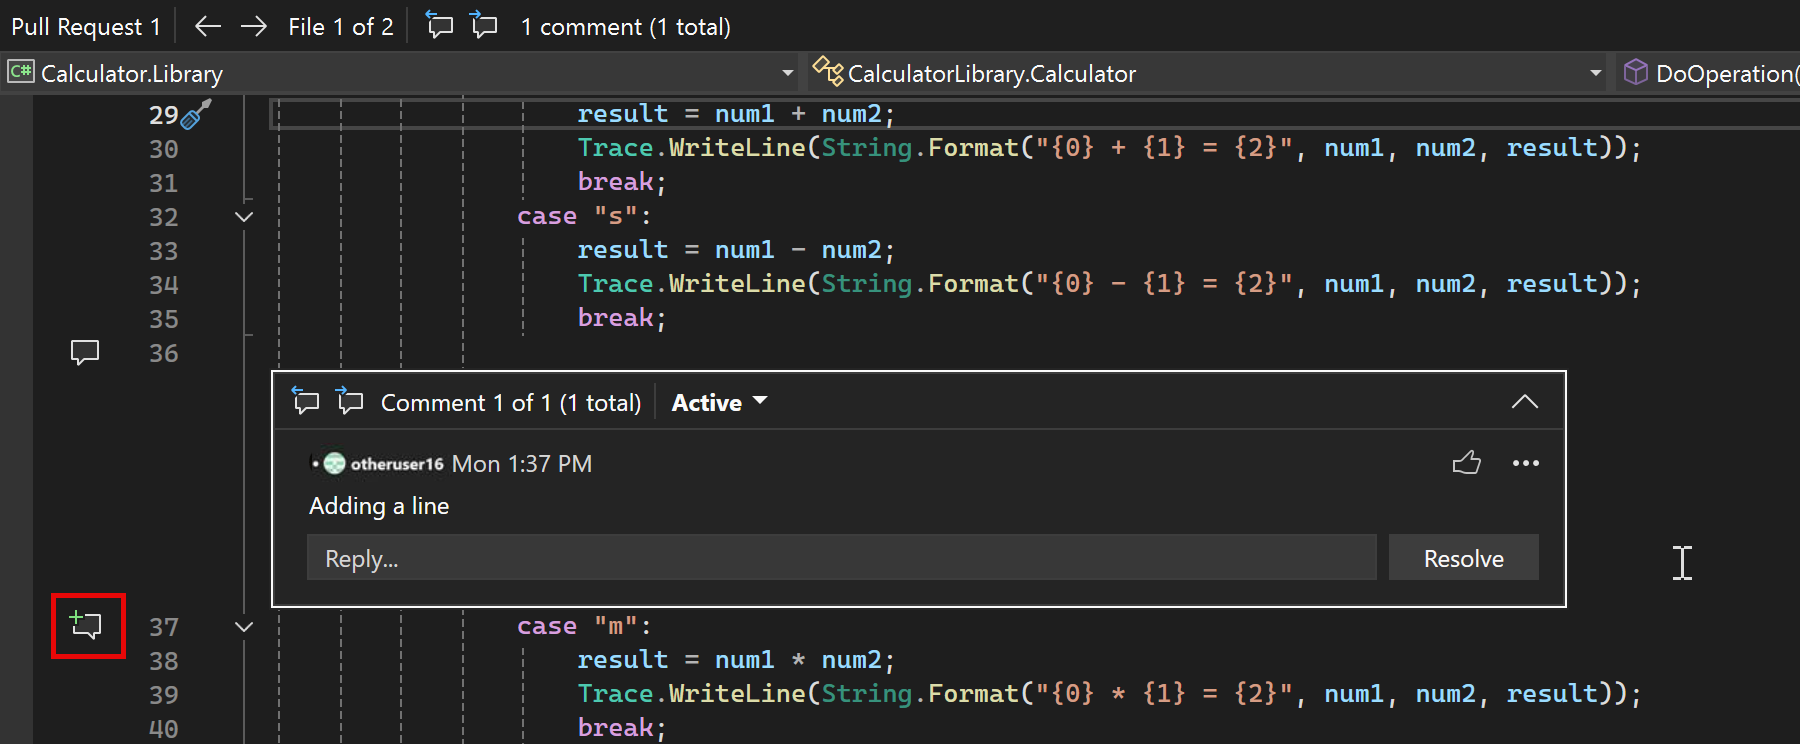 Pull Request 1 File 1 of 2 1 comment (1 total)
C# Calculator.Library CalculatorLibrary.Calculator DoOperation(
29 result = num1 + num2;
30 Trace.WriteLine(String.Format("{0} + {1} = {2}", num1, num2, result));
31 break;
32 case "s":
33 result = num1 - num2;
34 Trace.WriteLine(String.Format("{0} - {1} = {2}", num1, num2, result));
35 break;
36
Comment 1 of 1 (1 total) Active
otheruser16 Mon 1:37 PM
Adding a line
Reply... Resolve
37 case "m":
38 result = num1 * num2;
39 Trace.WriteLine(String.Format("{0} * {1} = {2}", num1, num2, result));
40 break;